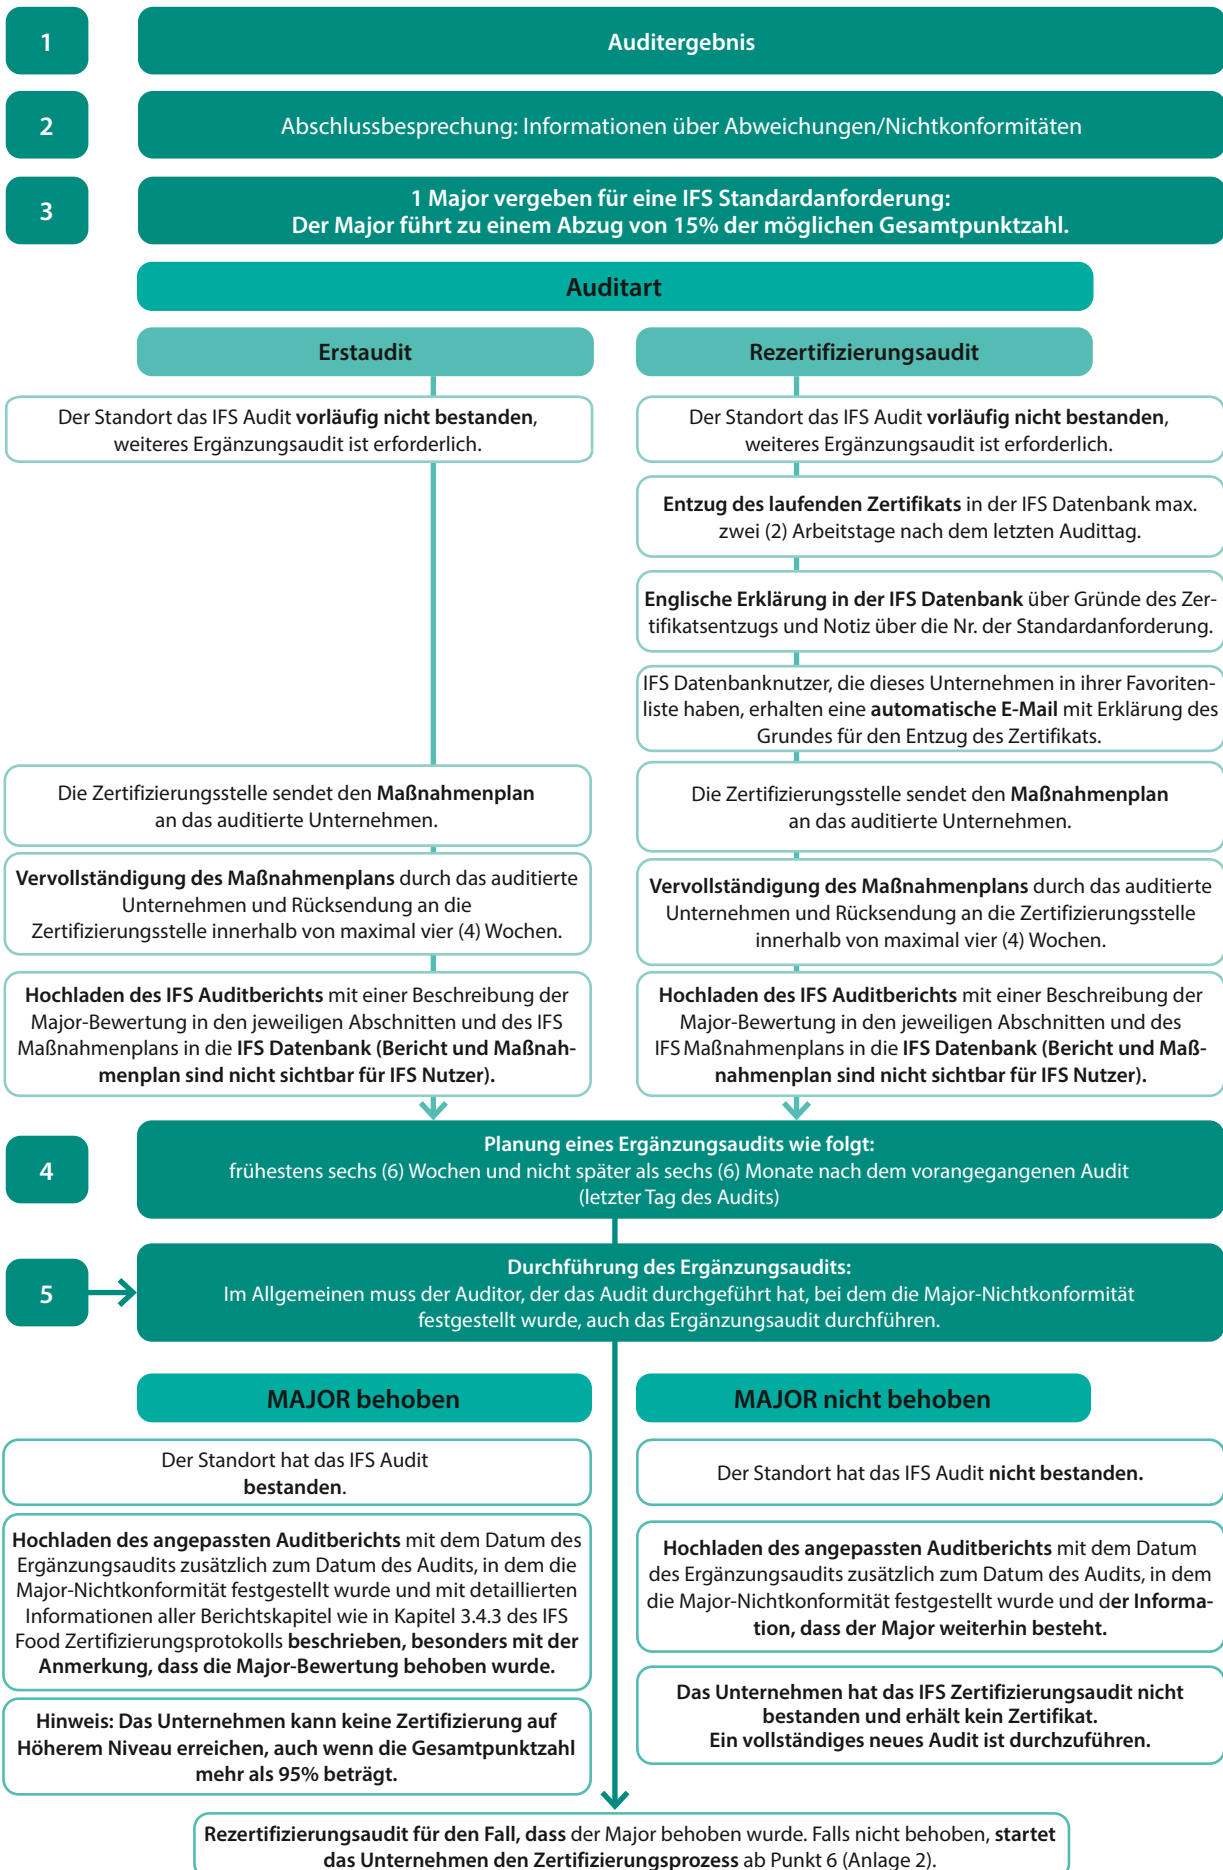 1
Auditergebnis
2
Abschlussbesprechung: Informationen über Abweichungen/Nichtkonformitäten
3
1 Major vergeben für eine IFS Standardanforderung:
Der Major führt zu einem Abzug von 15% der möglichen Gesamtpunktzahl.
Auditart
Erstaudit
Der Standort das IFS Audit vorläufig nicht bestanden,
weiteres Ergänzungsaudit ist erforderlich.
Die Zertifizierungsstelle sendet den Maßnahmenplan
an das auditierte Unternehmen.
Vervollständigung des Maßnahmenplans durch das auditierte
Unternehmen und Rücksendung an die
Zertifizierungsstelle innerhalb von maximal vier (4) Wochen.
Hochladen des IFS Auditberichts mit einer Beschreibung der
Major-Bewertung in den jeweiligen Abschnitten und des IFS
Maßnahmenplans in die IFS Datenbank (Bericht und Maßnah-
menplan sind nicht sichtbar für IFS Nutzer).
Rezertifizierungsaudit
Der Standort das IFS Audit vorläufig nicht bestanden,
weiteres Ergänzungsaudit ist erforderlich.
Entzug des laufenden Zertifikats in der IFS Datenbank max.
zwei (2) Arbeitstage nach dem letzten Audittag.
Englische Erklärung in der IFS Datenbank über Gründe des Zer-
tifikatsentzugs und Notiz über die Nr. der Standardanforderung.
IFS Datenbanknutzer, die dieses Unternehmen in ihrer Favoriten-
liste haben, erhalten eine automatische E-Mail mit Erklärung des
Grundes für den Entzug des Zertifikats.
Die Zertifizierungsstelle sendet den Maßnahmenplan
an das auditierte Unternehmen.
Vervollständigung des Maßnahmenplans durch das auditierte
Unternehmen und Rücksendung an die Zertifizierungsstelle
innerhalb von maximal vier (4) Wochen.
Hochladen des IFS Auditberichts mit einer Beschreibung der
Major-Bewertung in den jeweiligen Abschnitten und des
IFS Maßnahmenplans in die IFS Datenbank (Bericht und Maß-
nahmenplan sind nicht sichtbar für IFS Nutzer).
4
Planung eines Ergänzungsaudits wie folgt:
frühestens sechs (6) Wochen und nicht später als sechs (6) Monate nach dem vorangegangenen Audit
(letzter Tag des Audits)
5
Durchführung des Ergänzungsaudits:
Im Allgemeinen muss der Auditor, der das Audit durchgeführt hat, bei dem die Major-Nichtkonformität
festgestellt wurde, auch das Ergänzungsaudit durchführen.
MAJOR behoben
Der Standort hat das IFS Audit
bestanden.
Hochladen des angepassten Auditberichts mit dem Datum des
Ergänzungsaudits zusätzlich zum Datum des Audits, in dem die
Major-Nichtkonformität festgestellt wurde und mit detaillierten
Informationen aller Berichtskapitel wie in Kapitel 3.4.3 des IFS
Food Zertifizierungsprotokolls beschrieben, besonders mit der
Anmerkung, dass die Major-Bewertung behoben wurde.
Hinweis: Das Unternehmen kann keine Zertifizierung auf
Höherem Niveau erreichen, auch wenn die Gesamtpunktzahl
mehr als 95% beträgt.
MAJOR nicht behoben
Der Standort hat das IFS Audit nicht bestanden.
Hochladen des angepassten Auditberichts mit dem Datum
des Ergänzungsaudits zusätzlich zum Datum des Audits, in dem
die Major-Nichtkonformität festgestellt wurde und der Informa-
tion, dass der Major weiterhin besteht.
Das Unternehmen hat das IFS Zertifizierungsaudit nicht
bestanden und erhält kein Zertifikat.
Ein vollständiges neues Audit ist durchzuführen.
Rezertifizierungsaudit für den Fall, dass der Major behoben wurde. Falls nicht behoben, startet
das Unternehmen den Zertifizierungsprozess ab Punkt 6 (Anlage 2).